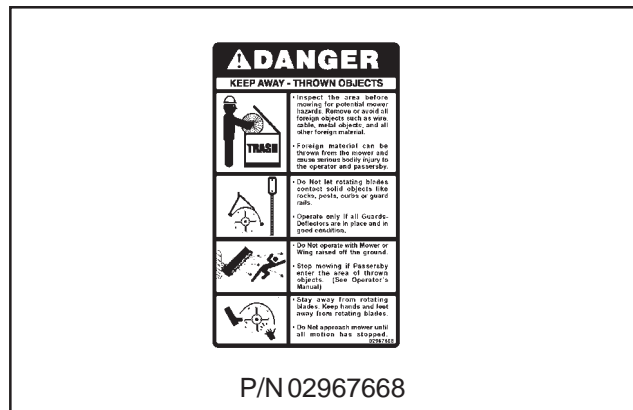 DANGER
KEEP AWAY - THROWN OBJECTS
TRASH
• Inspect the area before
mowing for potential mower
hazards. Remove or avoid all
foreign objects such as wire,
cable, metal objects, and all
other foreign material.
• Foreign material can be
thrown from the mower and
cause serious bodily injury to
the operator and passersby.
• Do Not let rotating blades
contact solid objects like
rocks, posts, curbs or guard
rails.
• Operate only if all Guards-
Deflectors are in place and in
good condition.
• Do Not operate with Mower or
Wing raised off the ground.
• Stop mowing if Passersby
enter the area of thrown
objects. (See Operator's
Manual)
• Stay away from rotating
blades. Keep hands and feet
away from rotating blades.
• Do Not approach mower until
all motion has stopped.
02967668
P/N 02967668